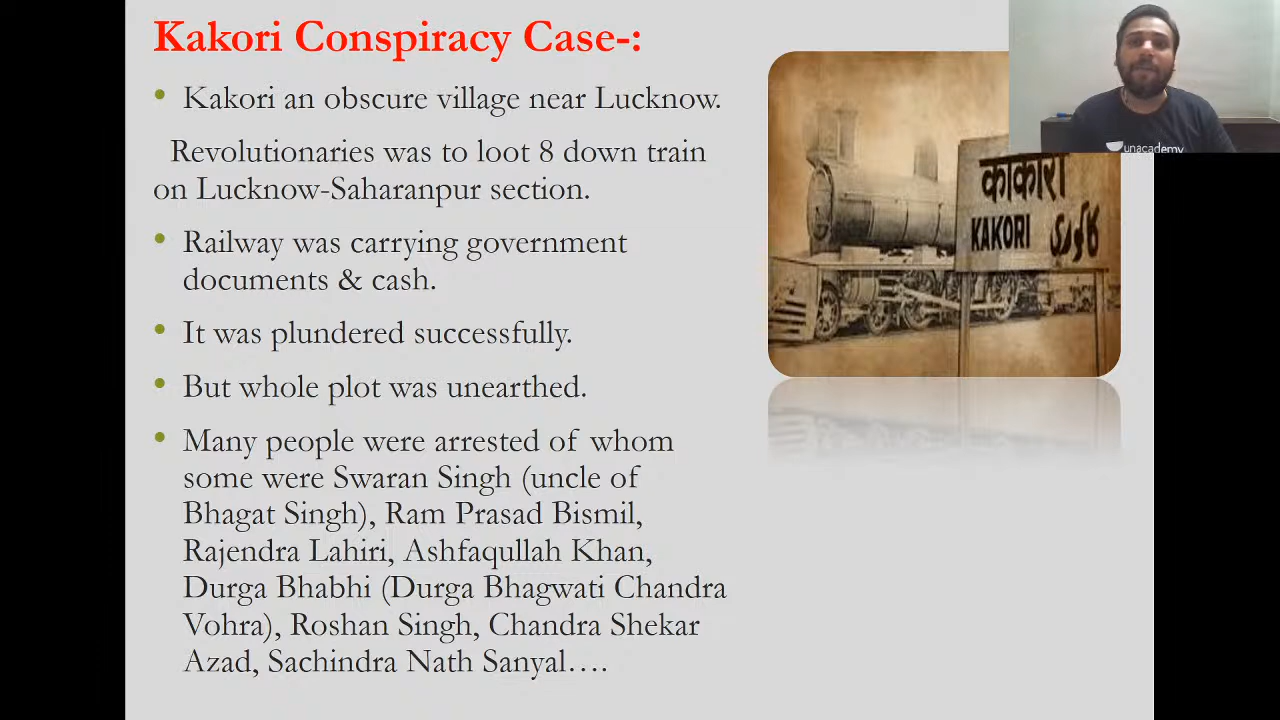 Kakori Conspiracy Case-:
• Kakori an obscure village near Lucknow.
Revolutionaries was to loot 8 down train
on Lucknow-Saharanpur section.
• Railway was carrying government
documents & cash.
• It was plundered successfully.
• But whole plot was unearthed.
• Many people were arrested of whom
some were Swaran Singh (uncle of
Bhagat Singh), Ram Prasad Bismil,
Rajendra Lahiri, Ashfaqullah Khan,
Durga Bhabhi (Durga Bhagwati Chandra
Vohra), Roshan Singh, Chandra Shekar
Azad, Sachindra Nath Sanyal….
काकोरी
KAKORI کاکوری
unacademy